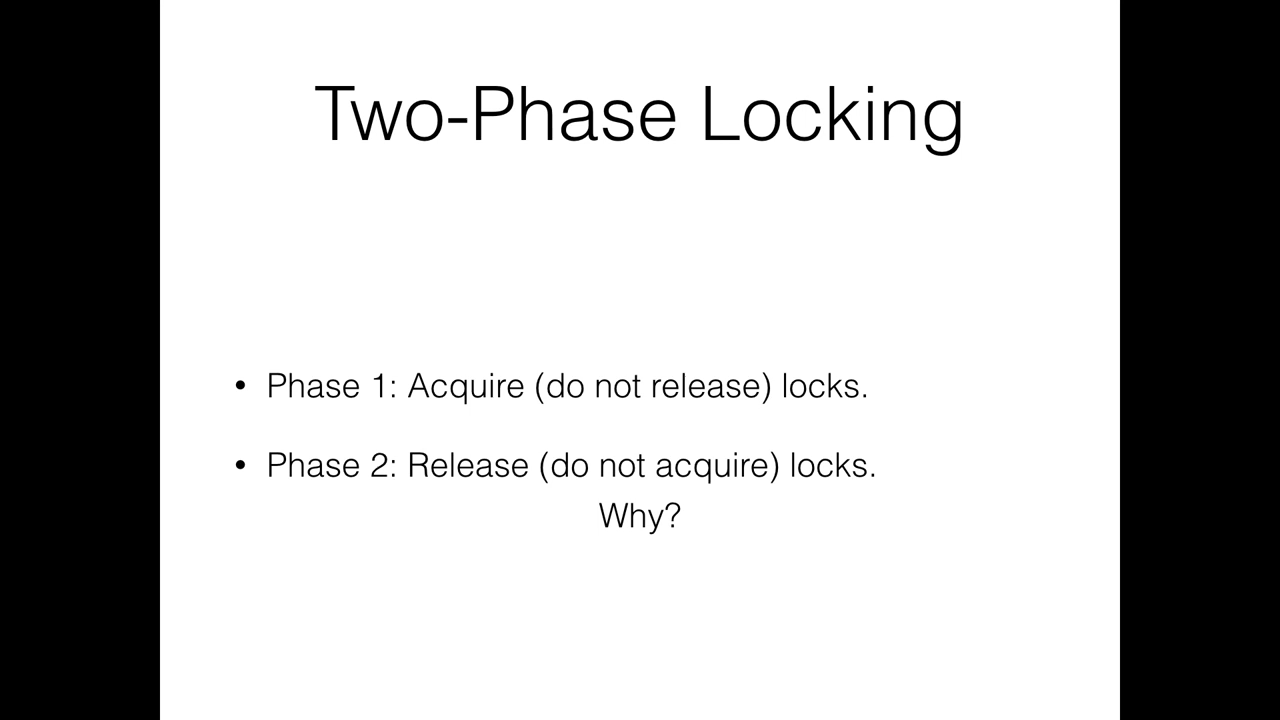 Two-Phase Locking
• Phase 1: Acquire (do not release) locks.
• Phase 2: Release (do not acquire) locks.
Why?